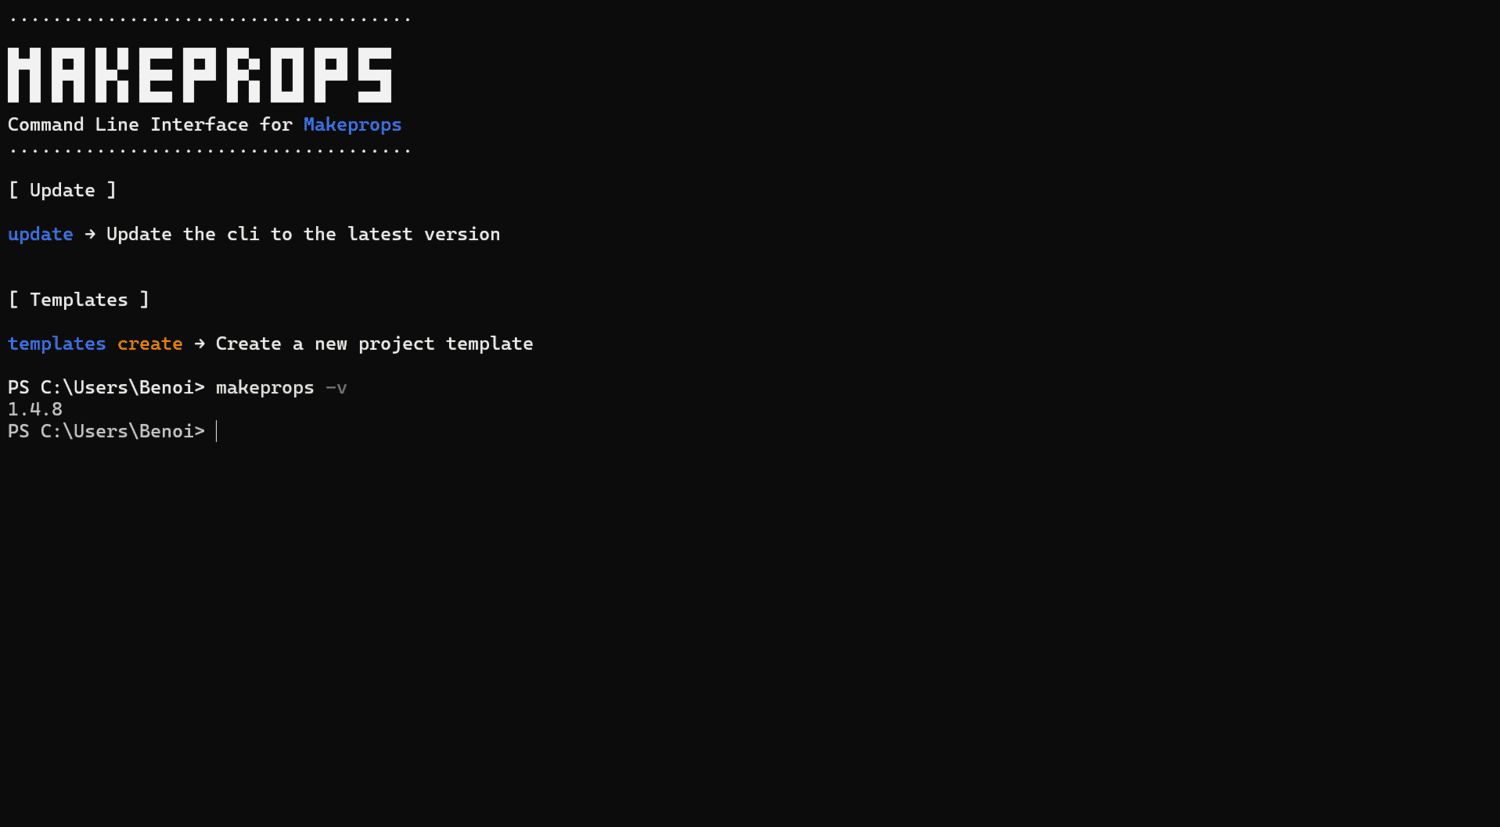 .....................................
MAKEPROPS
Command Line Interface for Makeprops
.....................................
[ Update ]
update → Update the cli to the latest version
[ Templates ]
templates create → Create a new project template
PS C:\Users\Benoi> makeprops -v
1.4.8
PS C:\Users\Benoi>